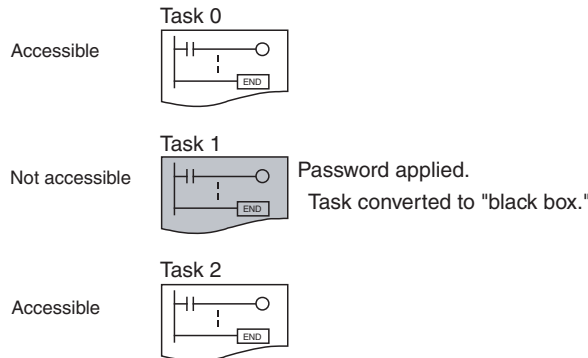 Task 0
Accessible
END
Task 1
Not accessible
Password applied.
Task converted to "black box."
END
Task 2
Accessible
END